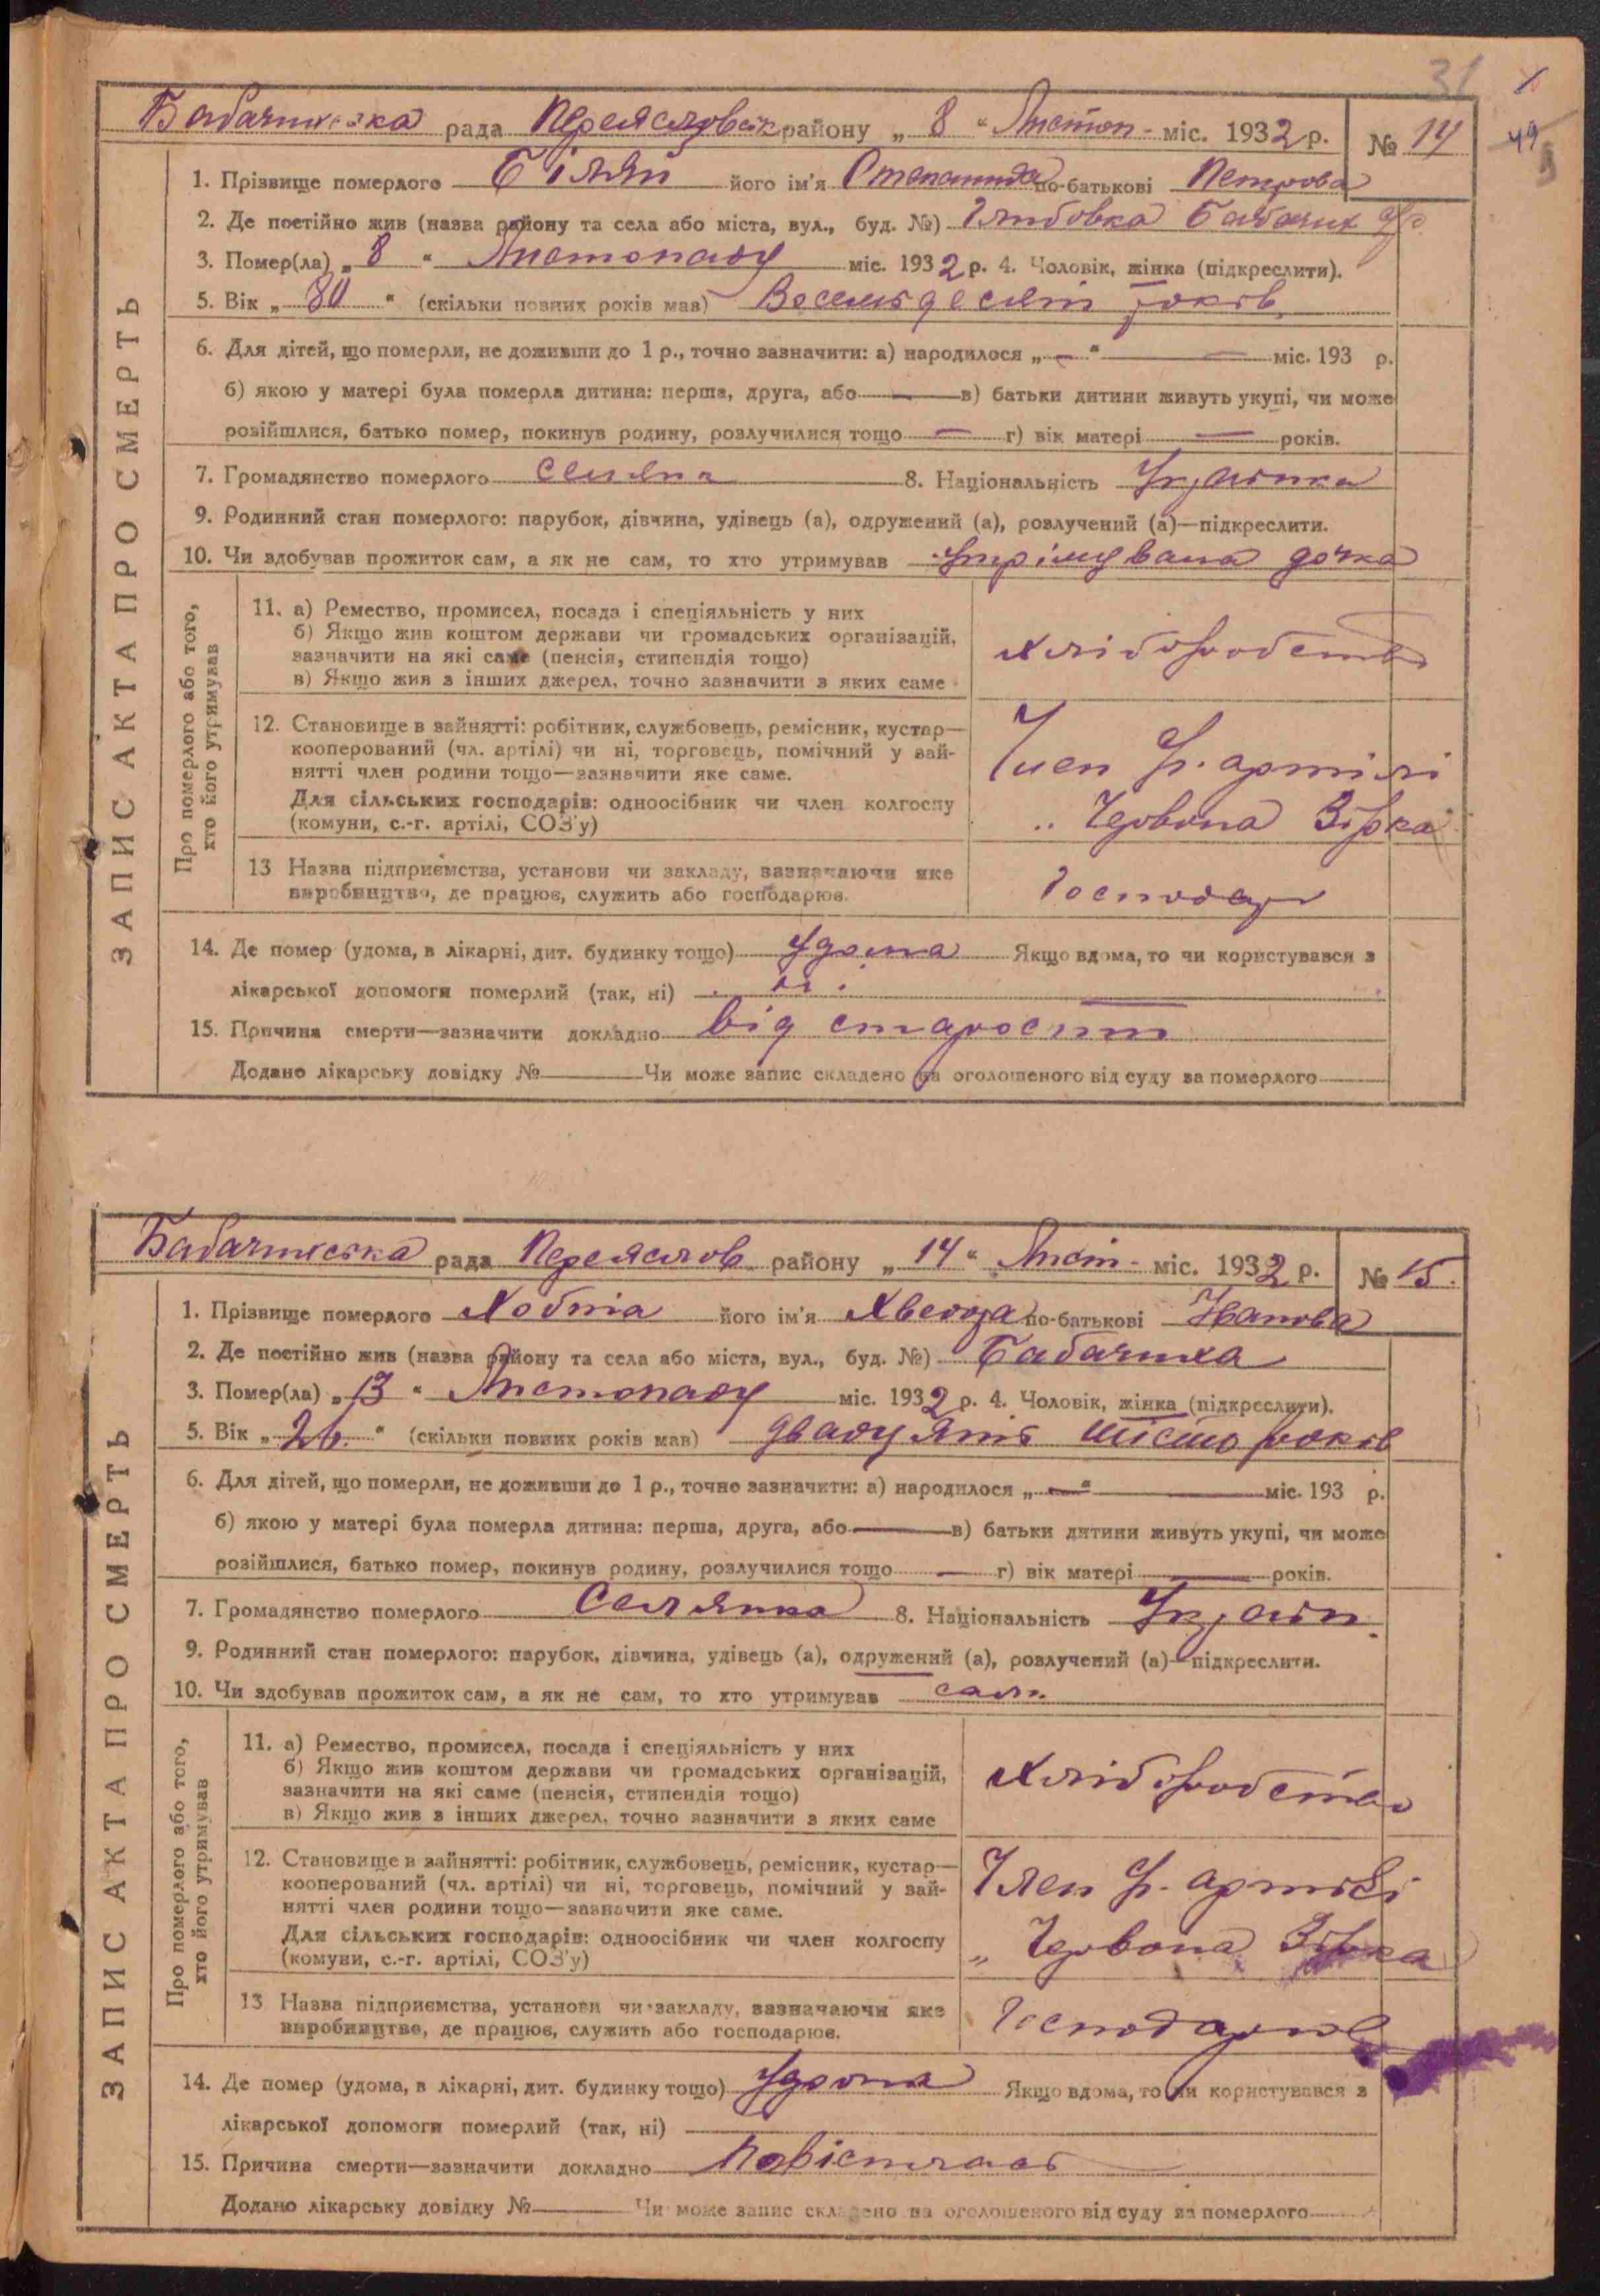 31
49
ЗАПИС АКТА ПРО СМЕРТЬ
Бабачиська рада Переяславськ району „ 8 “ Листоп- міс. 1932 р. № 14
1. Прізвище померлого Біляй його ім'я Степанида по-батькові Петрова
2. Де постійно жив (назва району та села або міста, вул., буд. №)
3. Помер(ла) „ 8 “ Листопаду міс. 1932 р. 4. Чоловік, жінка (підкреслити).
5. Вік „ 80 “ (скільки повних років мав) Восемьдесят років
6. Для дітей, що померли, не доживши до 1 р., точно зазначити: а) народилося „ — “ — міс. 193 р.
б) якою у матері була померла дитина: перша, друга, або — в) батьки дитини живуть укупі, чи може
розійшлися, батько помер, покинув родину, розлучилися тощо — г) вік матері — років.
7. Громадянство померлого 8. Національність Українка
9. Родинний стан померлого: парубок, дівчина, удівець (а), одружений (а), розлучений (а)—підкреслити.
10. Чи здобував прожиток сам, а як не сам, то хто утримував Утрімувала дочка
Про померлого або того,
хто його утримував
11. а) Ремество, промисел, посада і спеціяльність у них
б) Якщо жив коштом держави чи громадських організацій,
зазначити на які саме (пенсія, стипендія тощо)
в) Якщо жив з інших джерел, точно зазначити з яких саме
хліборобство
12. Становище в зайнятті: робітник, службовець, ремісник, кустар—
кооперований (чл. артілі) чи ні, торговець, помічний у зай-
нятті член родини тощо—зазначити яке саме.
Для сільських господарів: одноосібник чи член колгоспу
(комуни, с.-г. артілі, СОЗ'у)
Член артілі
„ Червона Зірка
13 Назва підприємства, установи чи закладу, зазначаючи яке
виробництво, де працює, служить або господарює.
14. Де помер (удома, в лікарні, дит. будинку тощо) Удома Якщо вдома, то чи користувався з
лікарської допомоги померлий (так, ні) ні
15. Причина смерти—зазначити докладно Від старости
Додано лікарську довідку № Чи може запис складено на оголошеного від суду за померлого
ЗАПИС АКТА ПРО СМЕРТЬ
Бабачиська рада Переяслов району „ 14 “ Лист- міс. 1932 р. № 15.
1. Прізвище померлого Хобта його ім'я Хведора по-батькові Іванова
2. Де постійно жив (назва району та села або міста, вул., буд. №) Бабачиха
3. Помер(ла) „ 13 “ Листопаду міс. 1932 р. 4. Чоловік, жінка (підкреслити).
5. Вік „ 26. “ (скільки повних років мав) двадцять шість років
6. Для дітей, що померли, не доживши до 1 р., точно зазначити: а) народилося „ — “ — міс. 193 р.
б) якою у матері була померла дитина: перша, друга, або — в) батьки дитини живуть укупі, чи може
розійшлися, батько помер, покинув родину, розлучилися тощо — г) вік матері — років.
7. Громадянство померлого Селянка 8. Національність Україн.
9. Родинний стан померлого: парубок, дівчина, удівець (а), одружений (а), розлучений (а)—підкреслити.
10. Чи здобував прожиток сам, а як не сам, то хто утримував сама
Про померлого або того,
хто його утримував
11. а) Ремество, промисел, посада і спеціяльність у них
б) Якщо жив коштом держави чи громадських організацій,
зазначити на які саме (пенсія, стипендія тощо)
в) Якщо жив з інших джерел, точно зазначити з яких саме
хліборобство
12. Становище в зайнятті: робітник, службовець, ремісник, кустар—
кооперований (чл. артілі) чи ні, торговець, помічний у зай-
нятті член родини тощо—зазначити яке саме.
Для сільських господарів: одноосібник чи член колгоспу
(комуни, с.-г. артілі, СОЗ'у)
Член артілі
„ Червона Зірка
13 Назва підприємства, установи чи закладу, зазначаючи яке
виробництво, де працює, служить або господарює.
Господарює
14. Де помер (удома, в лікарні, дит. будинку тощо) Удома Якщо вдома, то чи користувався з
лікарської допомоги померлий (так, ні)
15. Причина смерти—зазначити докладно Повісилась
Додано лікарську довідку № Чи може запис складено на оголошеного від суду за померлого